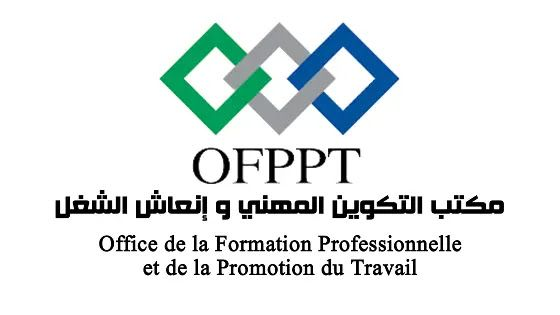 OFPPT
مكتب التكوين المهني و إنعاش الشغل
Office de la Formation Professionnelle
et de la Promotion du Travail